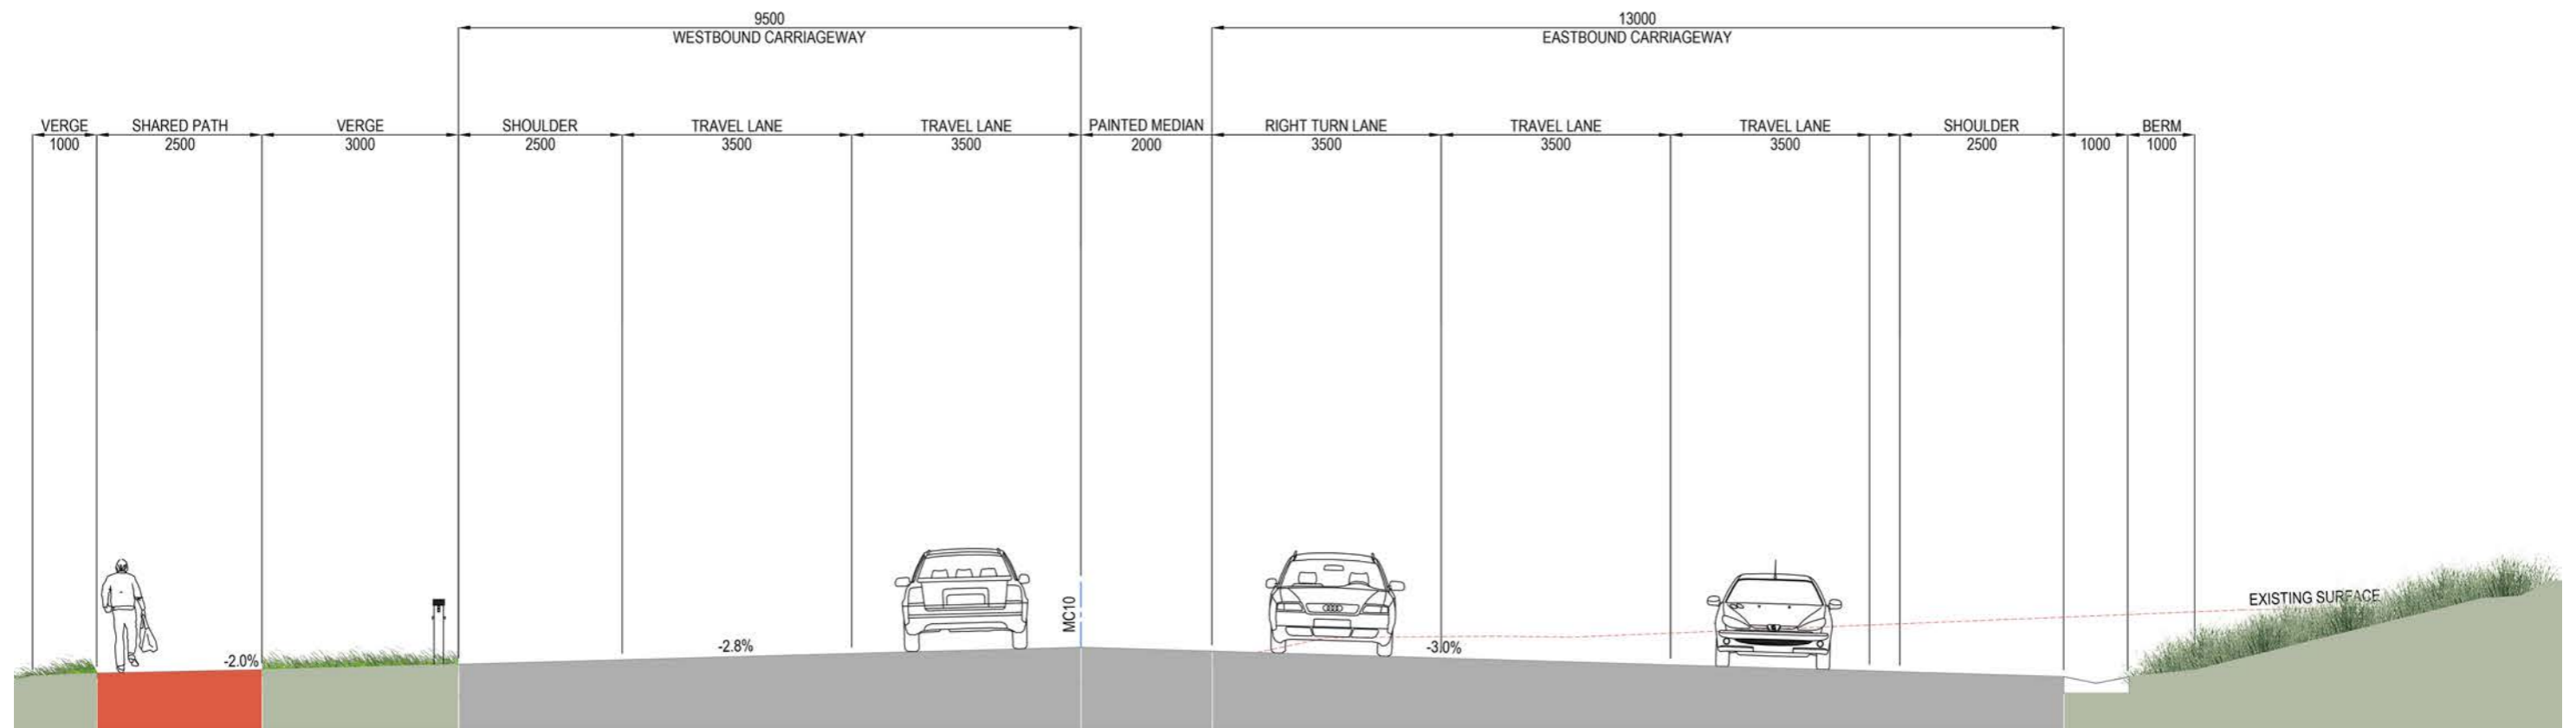 9500
WESTBOUND CARRIAGEWAY
13000
EASTBOUND CARRIAGEWAY
VERGE
1000
SHARED PATH
2500
VERGE
3000
SHOULDER
2500
TRAVEL LANE
3500
TRAVEL LANE
3500
PAINTED MEDIAN
2000
RIGHT TURN LANE
3500
TRAVEL LANE
3500
TRAVEL LANE
3500
SHOULDER
2500
1000
BERM
1000
MC10
EXISTING SURFACE
-2.0%
-2.8%
-3.0%